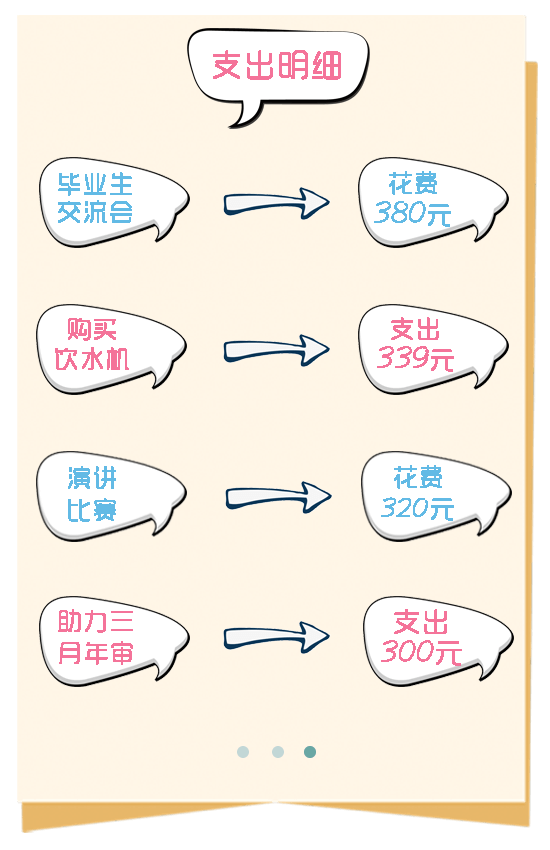 支出明细
毕业生
交流会
花费
380元
购买
饮水机
支出
339元
演讲
比赛
花费
320元
助力三
月年审
支出
300元